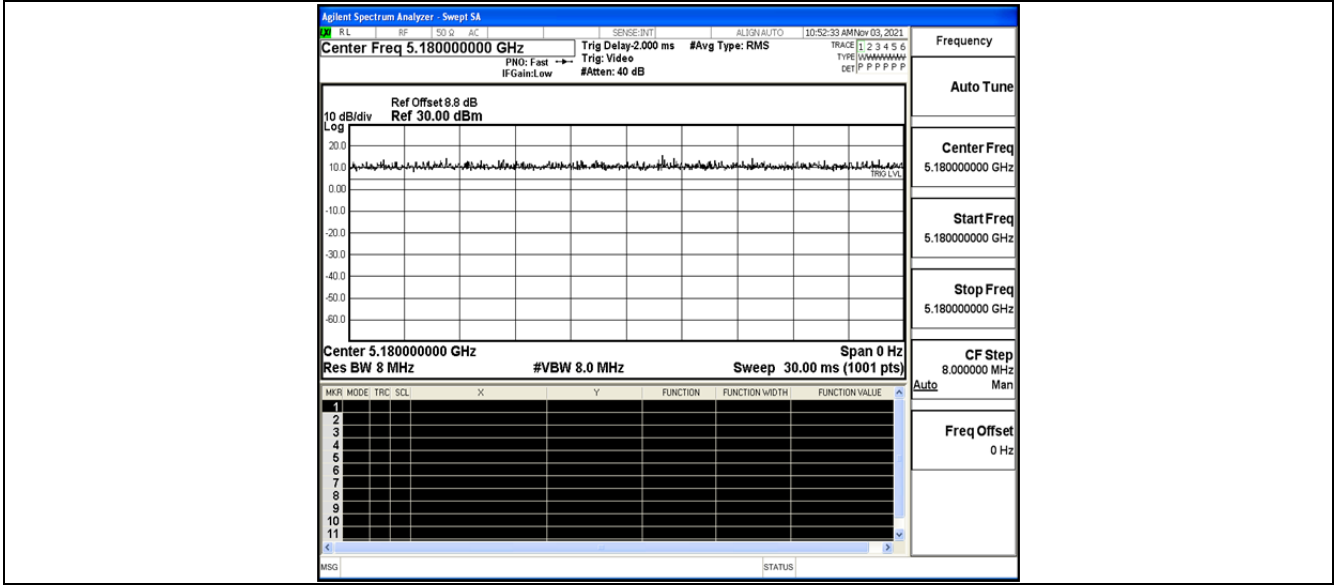 Agilent Spectrum Analyzer - Swept SA
RL RF 50 Ω AC SENSE:INT ALIGN AUTO 10:52:33 AM Nov 03, 2021
Center Freq 5.180000000 GHz
PNO: Fast
IFGain:Low
Trig Delay-2.000 ms
Trig: Video
#Atten: 40 dB
#Avg Type: RMS
TRACE 1 2 3 4 5 6
TYPE WWWWWW
DET P P P P P P
Ref Offset 8.8 dB
10 dB/div Ref 30.00 dBm
Log
20.0
10.0
TRIG LVL
0.00
-10.0
-20.0
-30.0
-40.0
-50.0
-60.0
Center 5.180000000 GHz Span 0 Hz
Res BW 8 MHz #VBW 8.0 MHz Sweep 30.00 ms (1001 pts)
MKR MODE TRC SCL X Y FUNCTION FUNCTION WIDTH FUNCTION VALUE
1
2
3
4
5
6
7
8
9
10
11
MSG STATUS
Frequency
Auto Tune
Center Freq
5.180000000 GHz
Start Freq
5.180000000 GHz
Stop Freq
5.180000000 GHz
CF Step
8.000000 MHz
Auto Man
Freq Offset
0 Hz